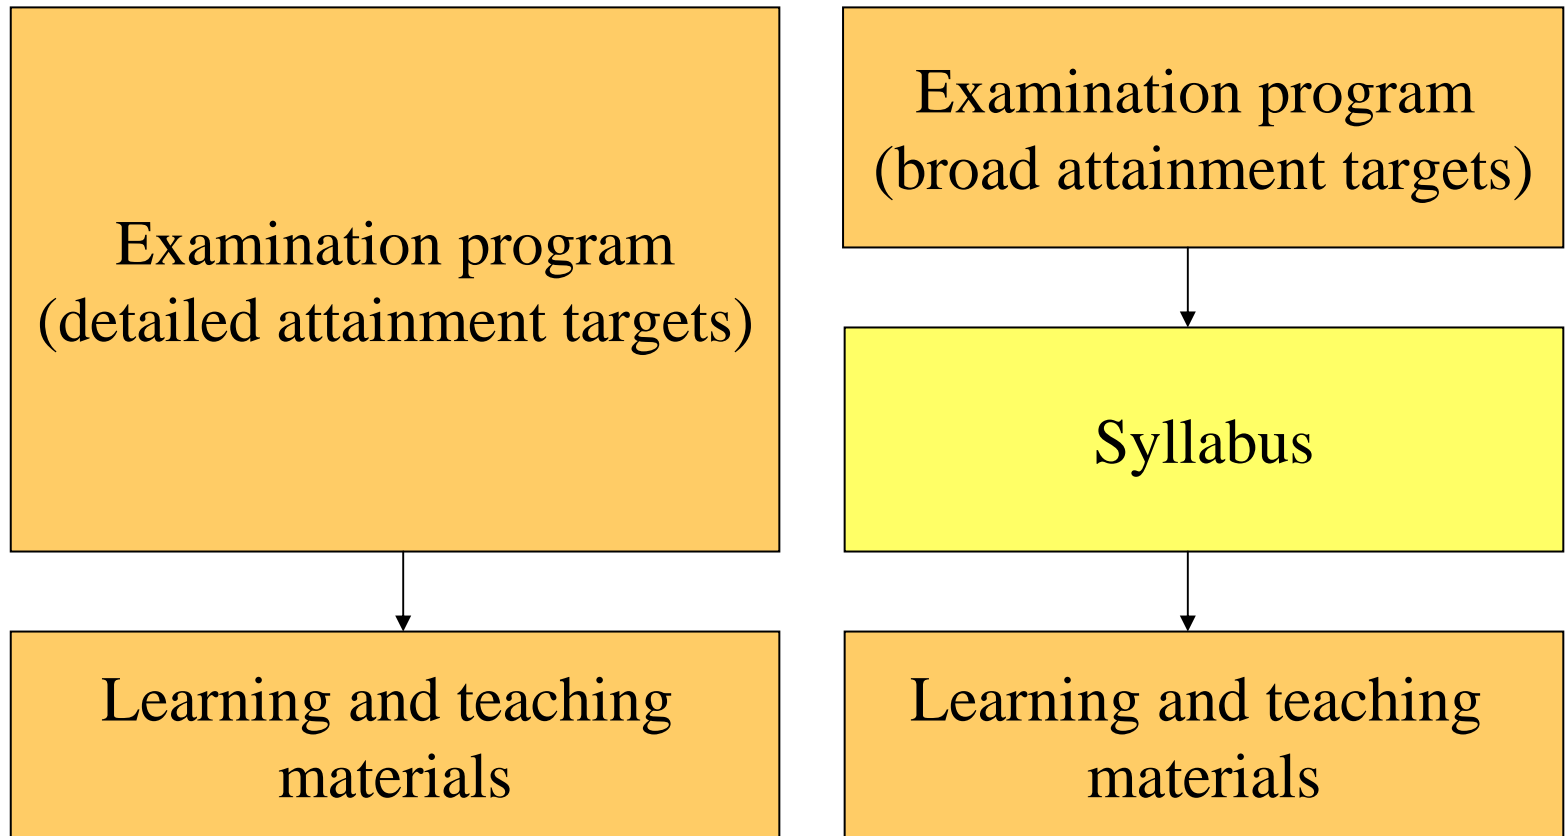 Examination program
(detailed attainment targets)
Learning and teaching
materials
Examination program
(broad attainment targets)
Syllabus
Learning and teaching
materials